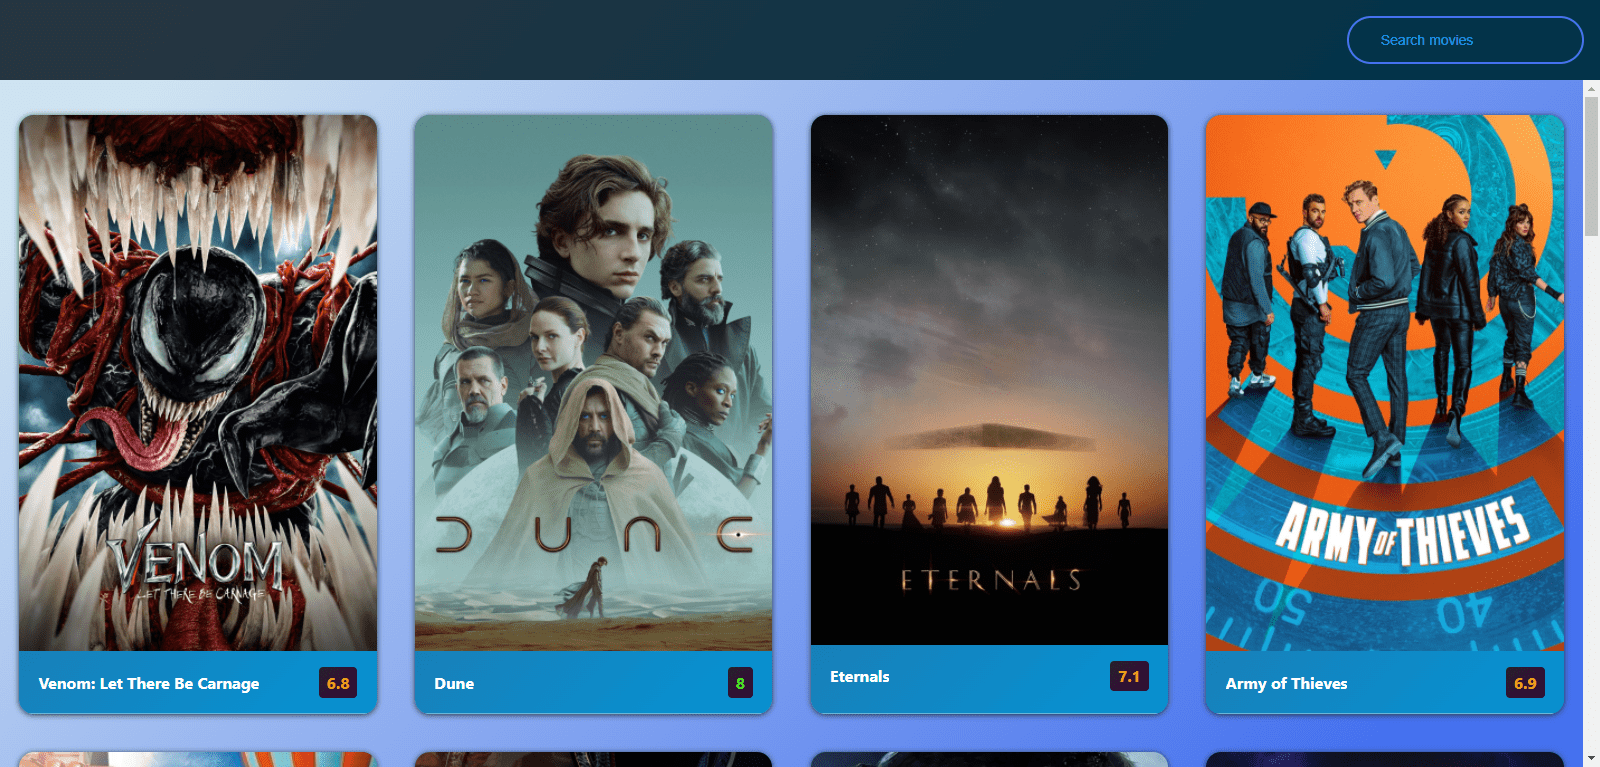 Search movies
VENOM
LET THERE BE CARNAGE
Venom: Let There Be Carnage
6.8
DUNE
Dune
8
ETERNALS
Eternals
7.1
ARMY OF THIEVES
50
40
Army of Thieves
6.9